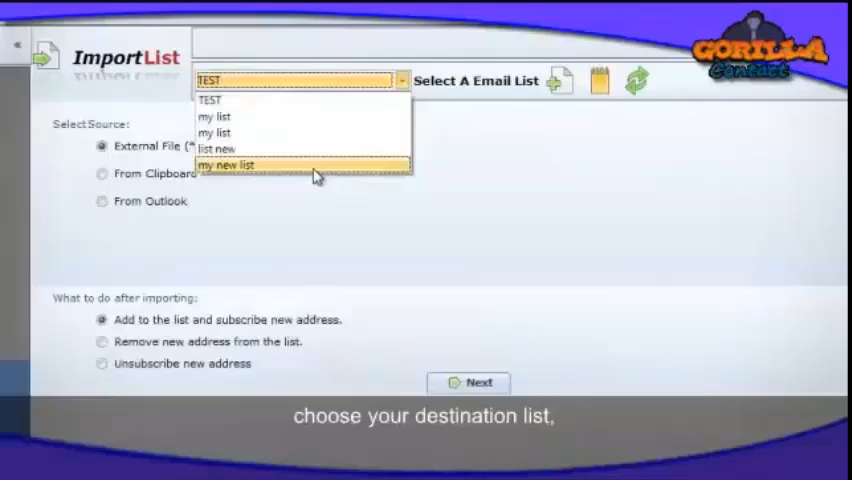 ImportList
GORILLA
Contact
TEST
Select A Email List
TEST
my list
my list
list new
my new list
Select Source:
External File (*
From Clipboard
From Outlook
What to do after importing:
Add to the list and subscribe new address.
Remove new address from the list.
Unsubscribe new address
Next
choose your destination list,